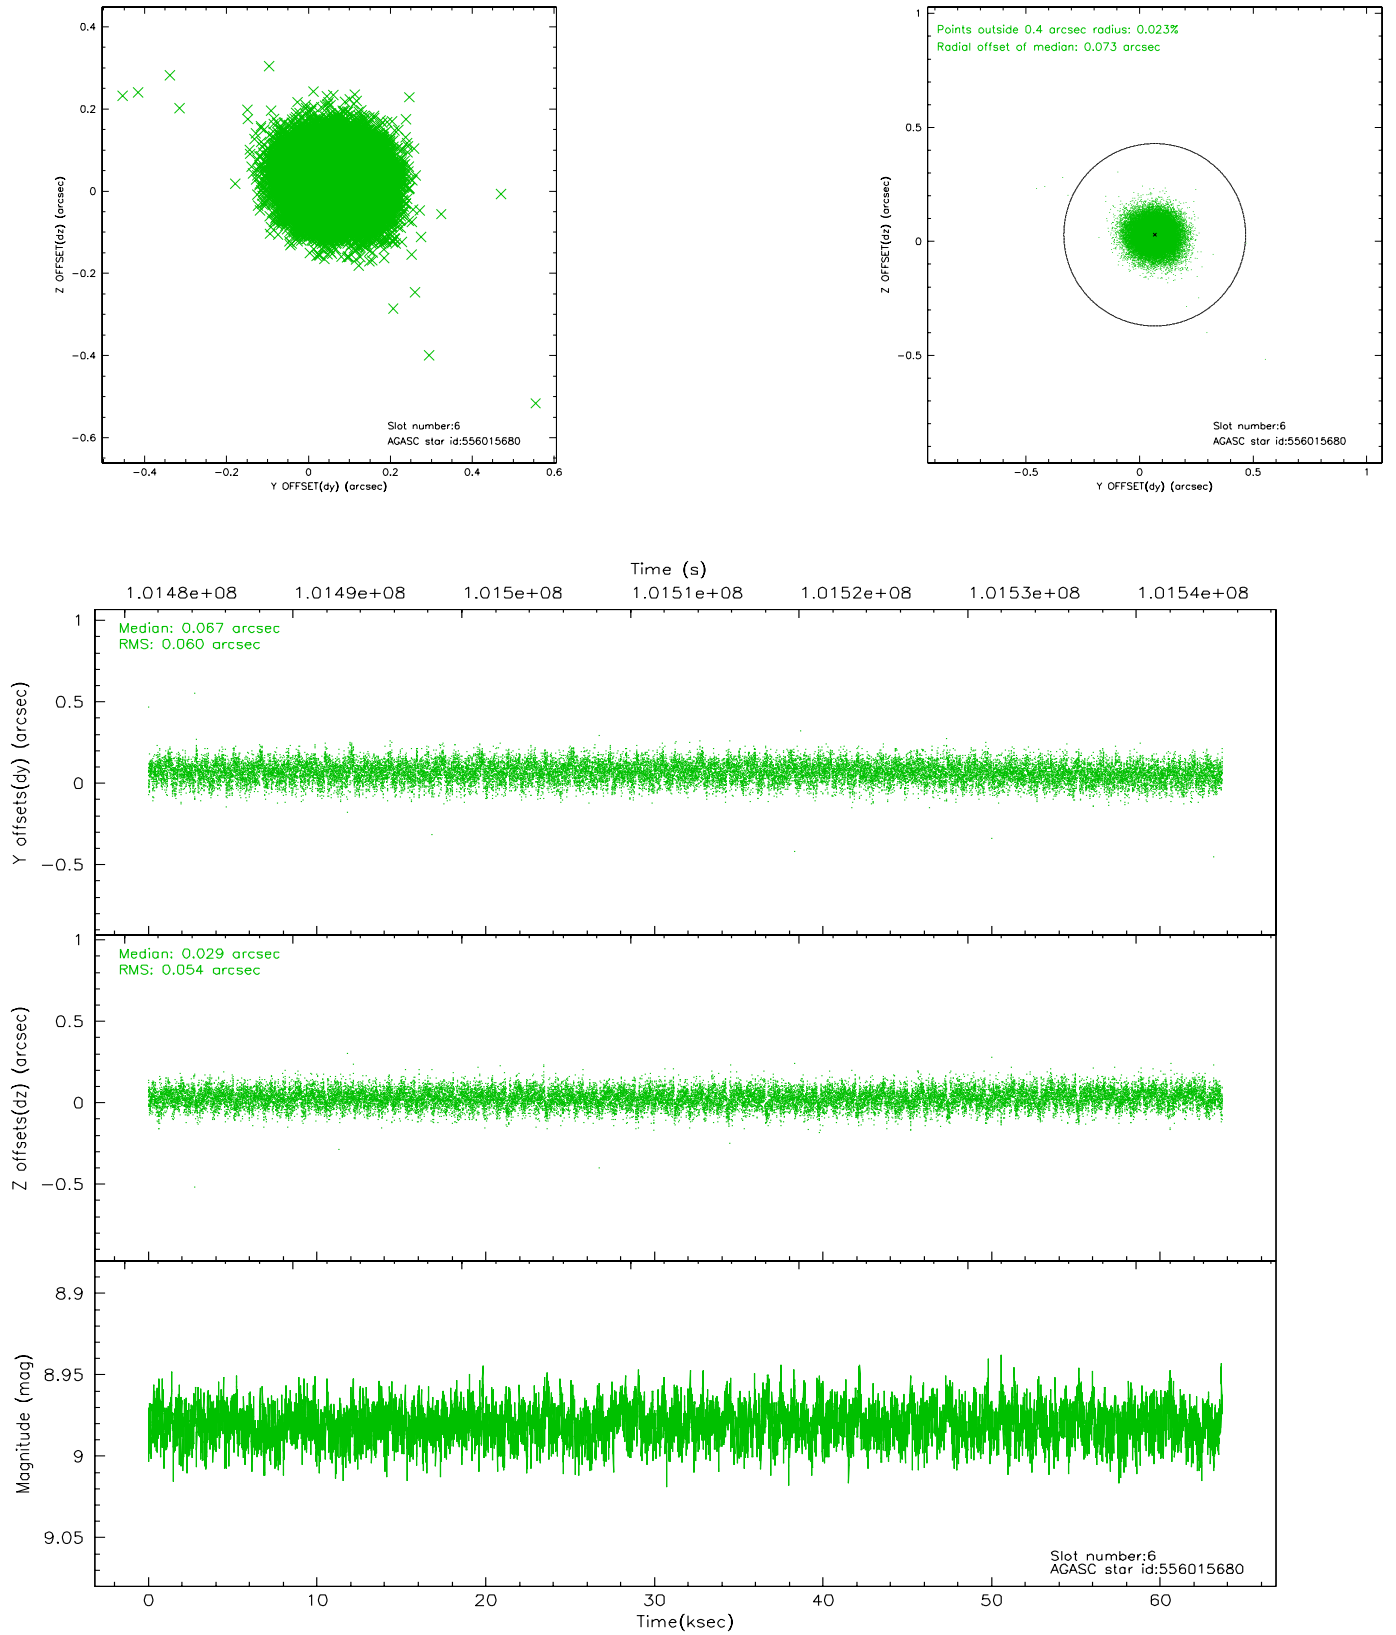 0.4
0.2
0
−0.2
−0.4
−0.6
Z OFFSET(dz) (arcsec)
Slot number:6
AGASC star id:556015680
−0.4
−0.2
0
0.2
0.4
0.6
Y OFFSET(dy) (arcsec)
Points outside 0.4 arcsec radius: 0.023%
Radial offset of median: 0.073 arcsec
1
0.5
0
−0.5
Z OFFSET(dz) (arcsec)
Slot number:6
AGASC star id:556015680
−0.5
0
0.5
1
Y OFFSET(dy) (arcsec)
Time (s)
1.0148e+08
1.0149e+08
1.015e+08
1.0151e+08
1.0152e+08
1.0153e+08
1.0154e+08
Median: 0.067 arcsec
RMS: 0.060 arcsec
1
0.5
0
−0.5
Y offsets(dy) (arcsec)
Median: 0.029 arcsec
RMS: 0.054 arcsec
1
0.5
0
−0.5
Z offsets(dz) (arcsec)
8.9
8.95
9
9.05
Magnitude (mag)
Slot number:6
AGASC star id:556015680
0
10
20
30
40
50
60
Time(ksec)